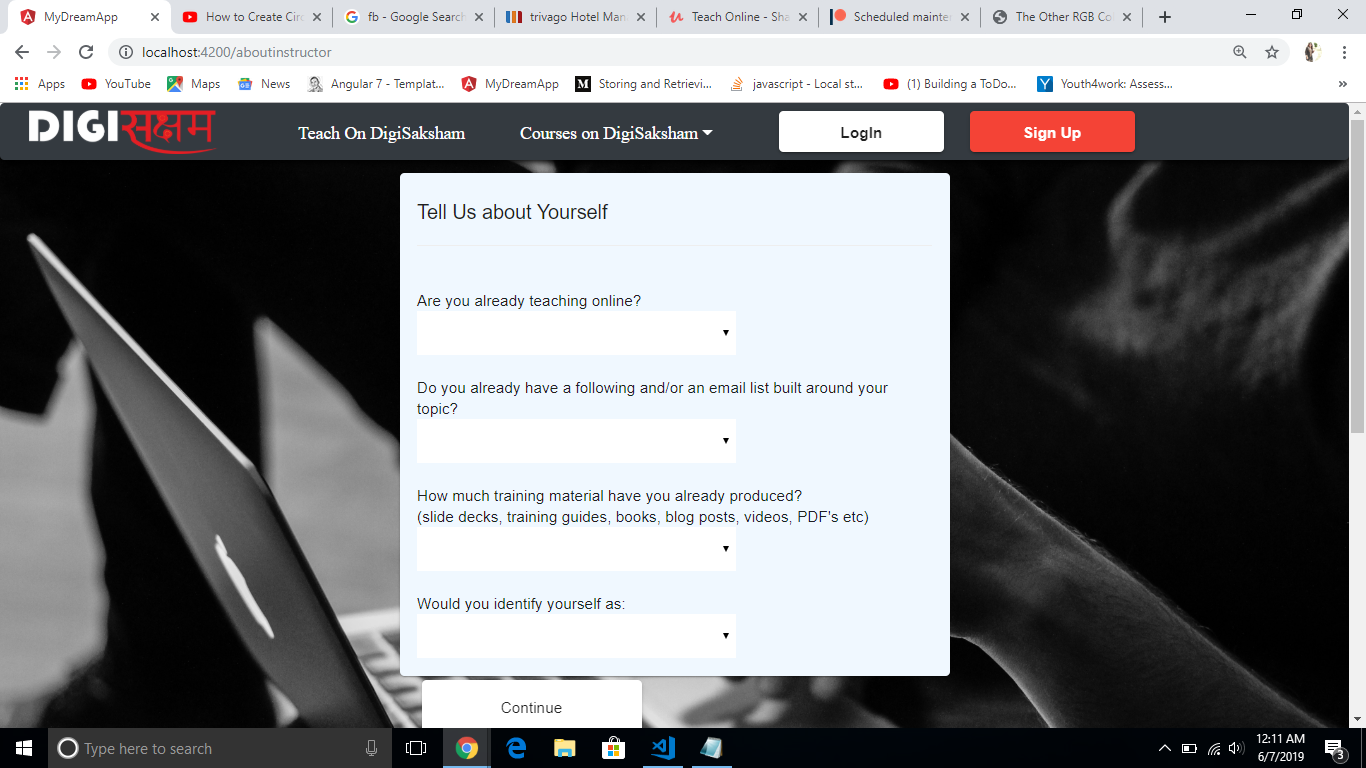 MyDreamApp
How to Create Circ
fb - Google Search
trivago Hotel Man
Teach Online - Sha
Scheduled mainte
The Other RGB Co
localhost:4200/aboutinstructor
Apps
YouTube
Maps
News
Angular 7 - Templat...
MyDreamApp
Storing and Retrievi...
javascript - Local st...
(1) Building a ToDo...
Youth4work: Assess...
DIGIसक्षम
Teach On DigiSaksham
Courses on DigiSaksham
LogIn
Sign Up
Tell Us about Yourself
Are you already teaching online?
Do you already have a following and/or an email list built around your
topic?
How much training material have you already produced?
(slide decks, training guides, books, blog posts, videos, PDF's etc)
Would you identify yourself as:
Continue
Type here to search
12:11 AM
6/7/2019
3